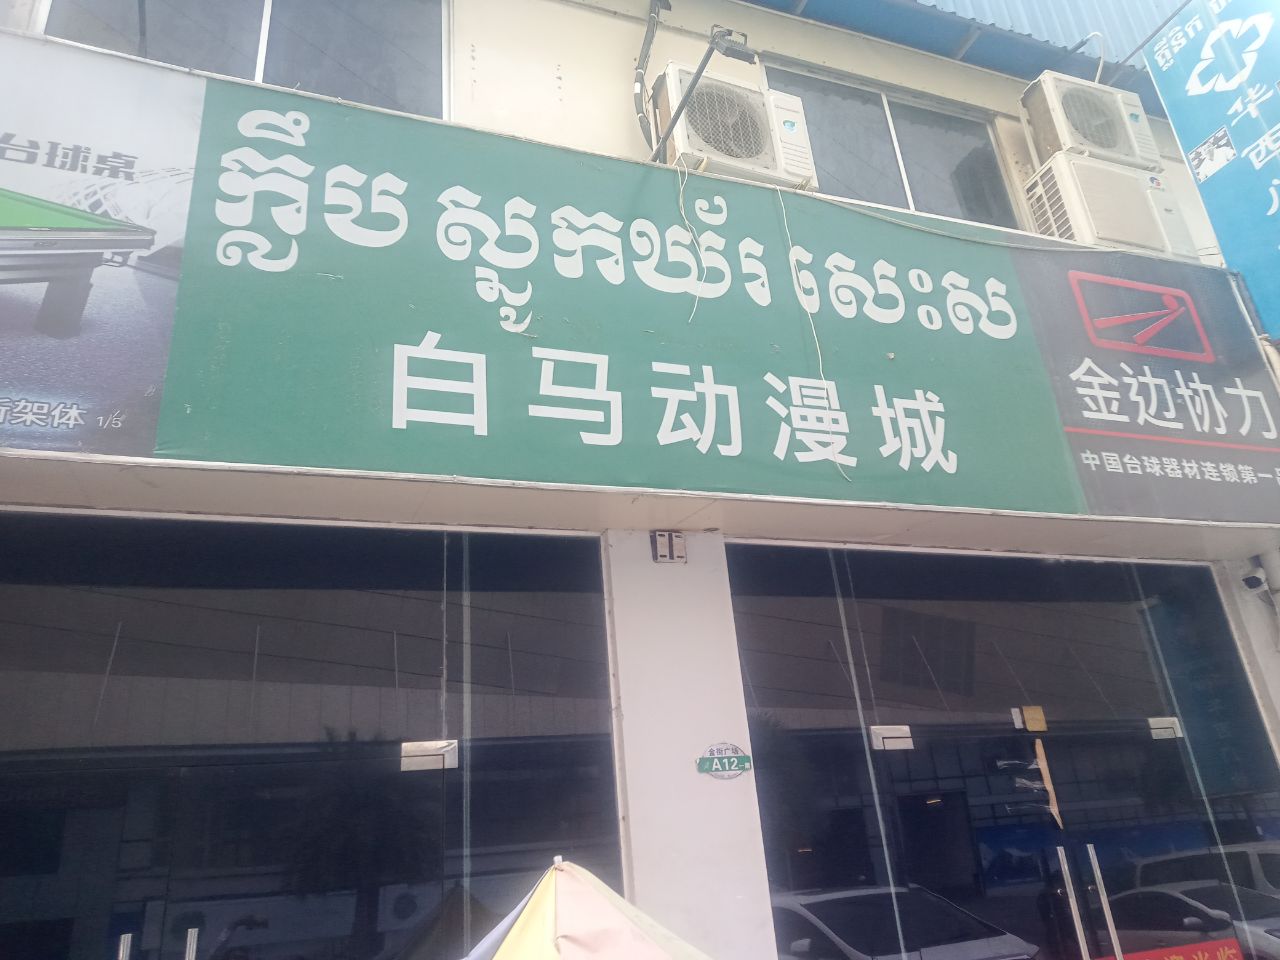 台球桌
新架体 1/5
ក្លឹប ស្នូកឃ័រ សេះស
白马动漫城
金边协力
中国台球器材连锁第一
华
西
金街广场
A12